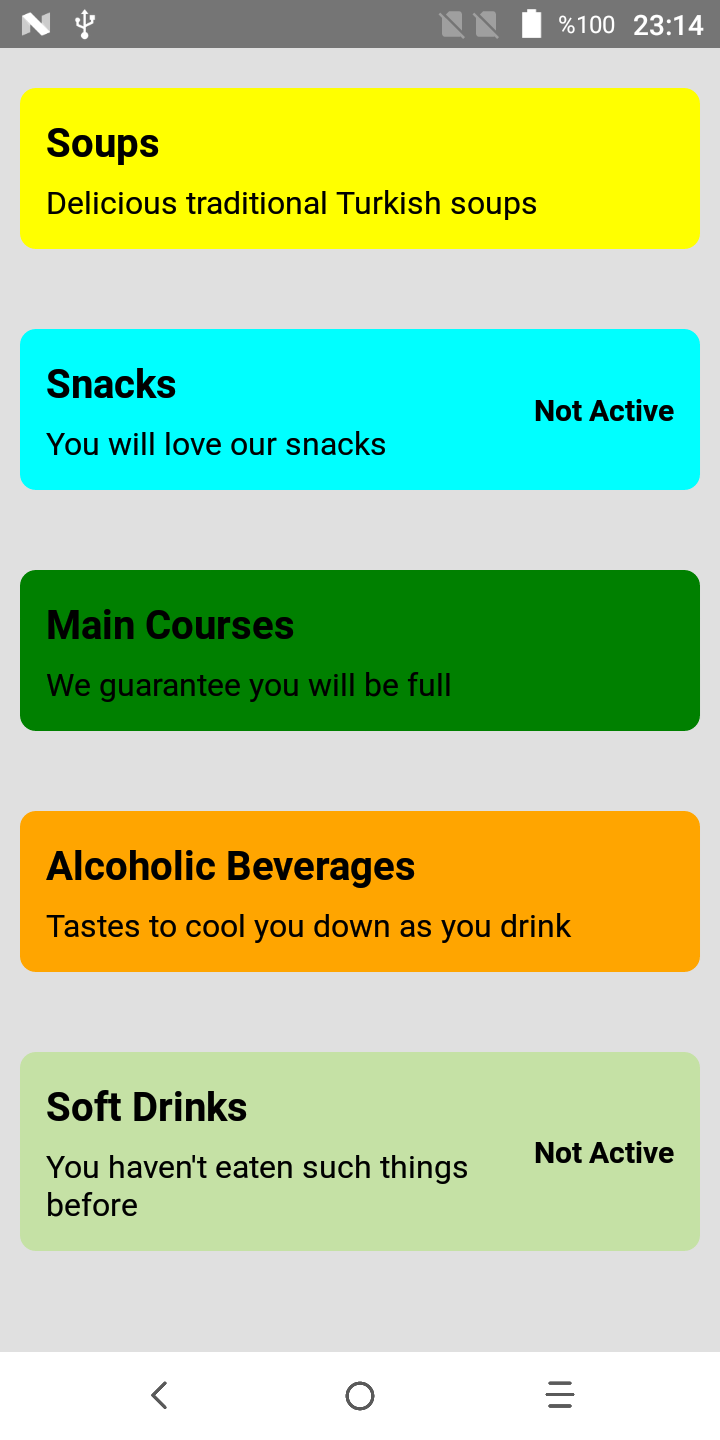 %100 23:14
Soups
Delicious traditional Turkish soups
Snacks
You will love our snacks
Not Active
Main Courses
We guarantee you will be full
Alcoholic Beverages
Tastes to cool you down as you drink
Soft Drinks
You haven't eaten such things
before
Not Active